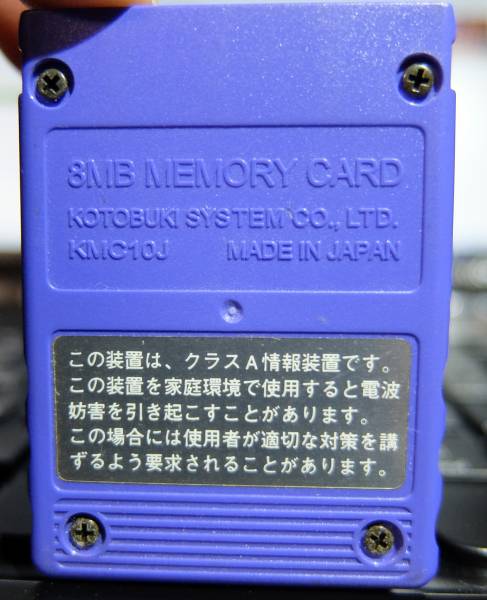 8MB MEMORY CARD
KOTOBUKI SYSTEM CO., LTD.
KMC10J MADE IN JAPAN
この装置は、クラスA情報装置です。
この装置を家庭環境で使用すると電波
妨害を引き起こすことがあります。
この場合には使用者が適切な対策を講
ずるよう要求されることがあります。